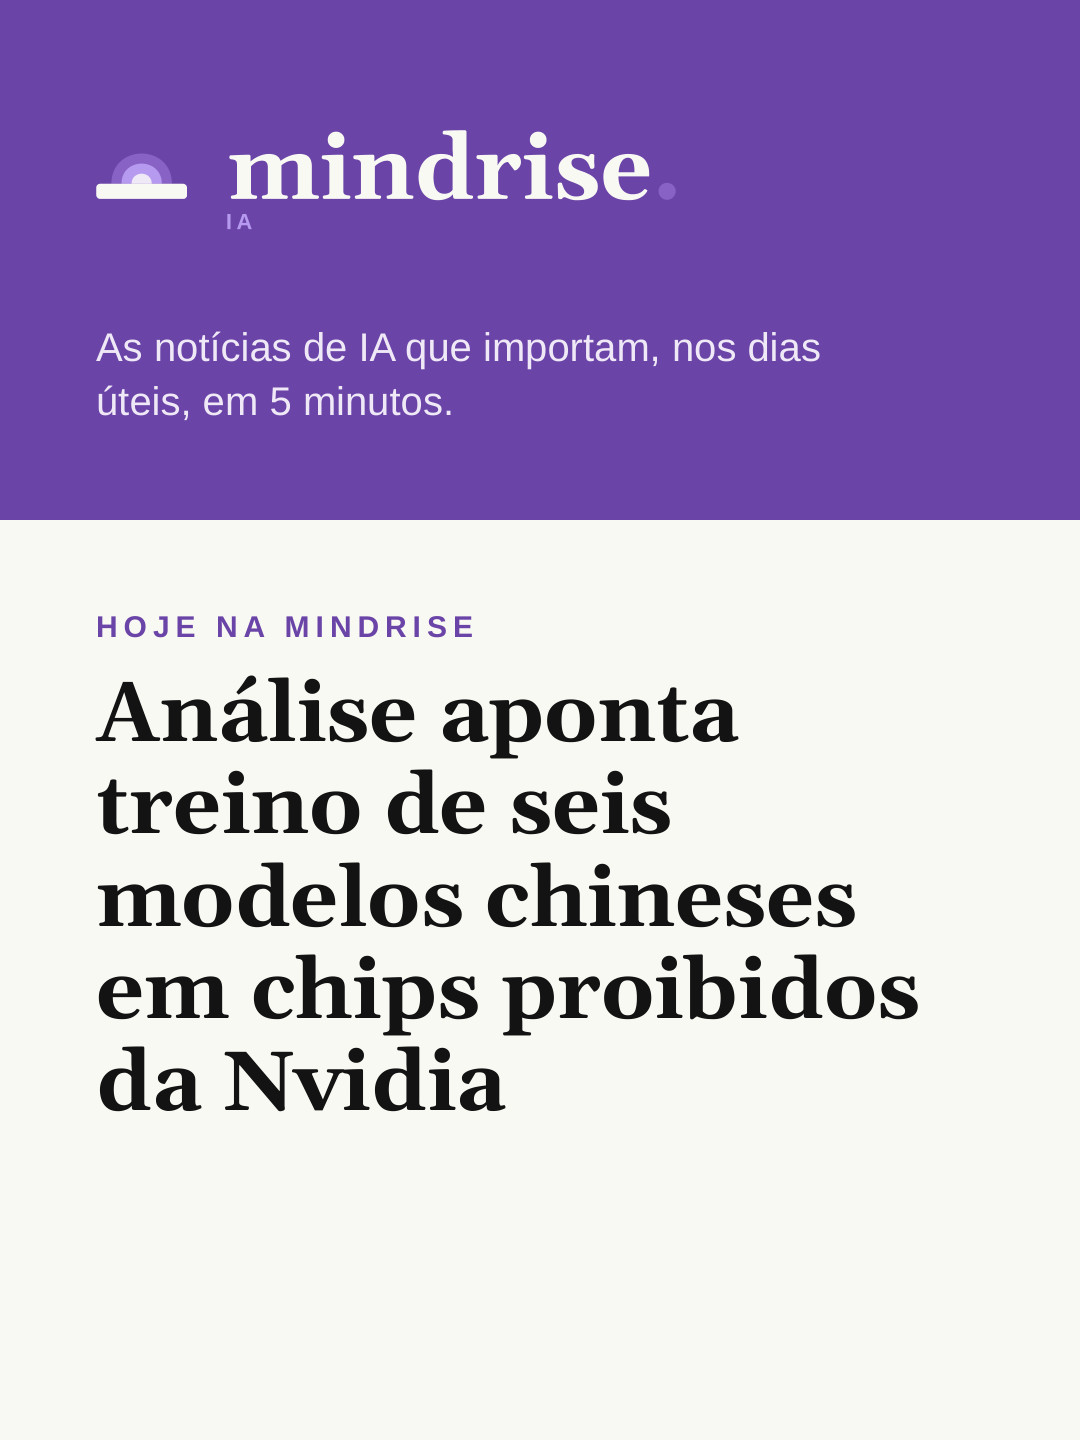 mindrise.
IA
As notícias de IA que importam, nos dias
úteis, em 5 minutos.
HOJE NA MINDRISE
Análise aponta
treino de seis
modelos chineses
em chips proibidos
da Nvidia